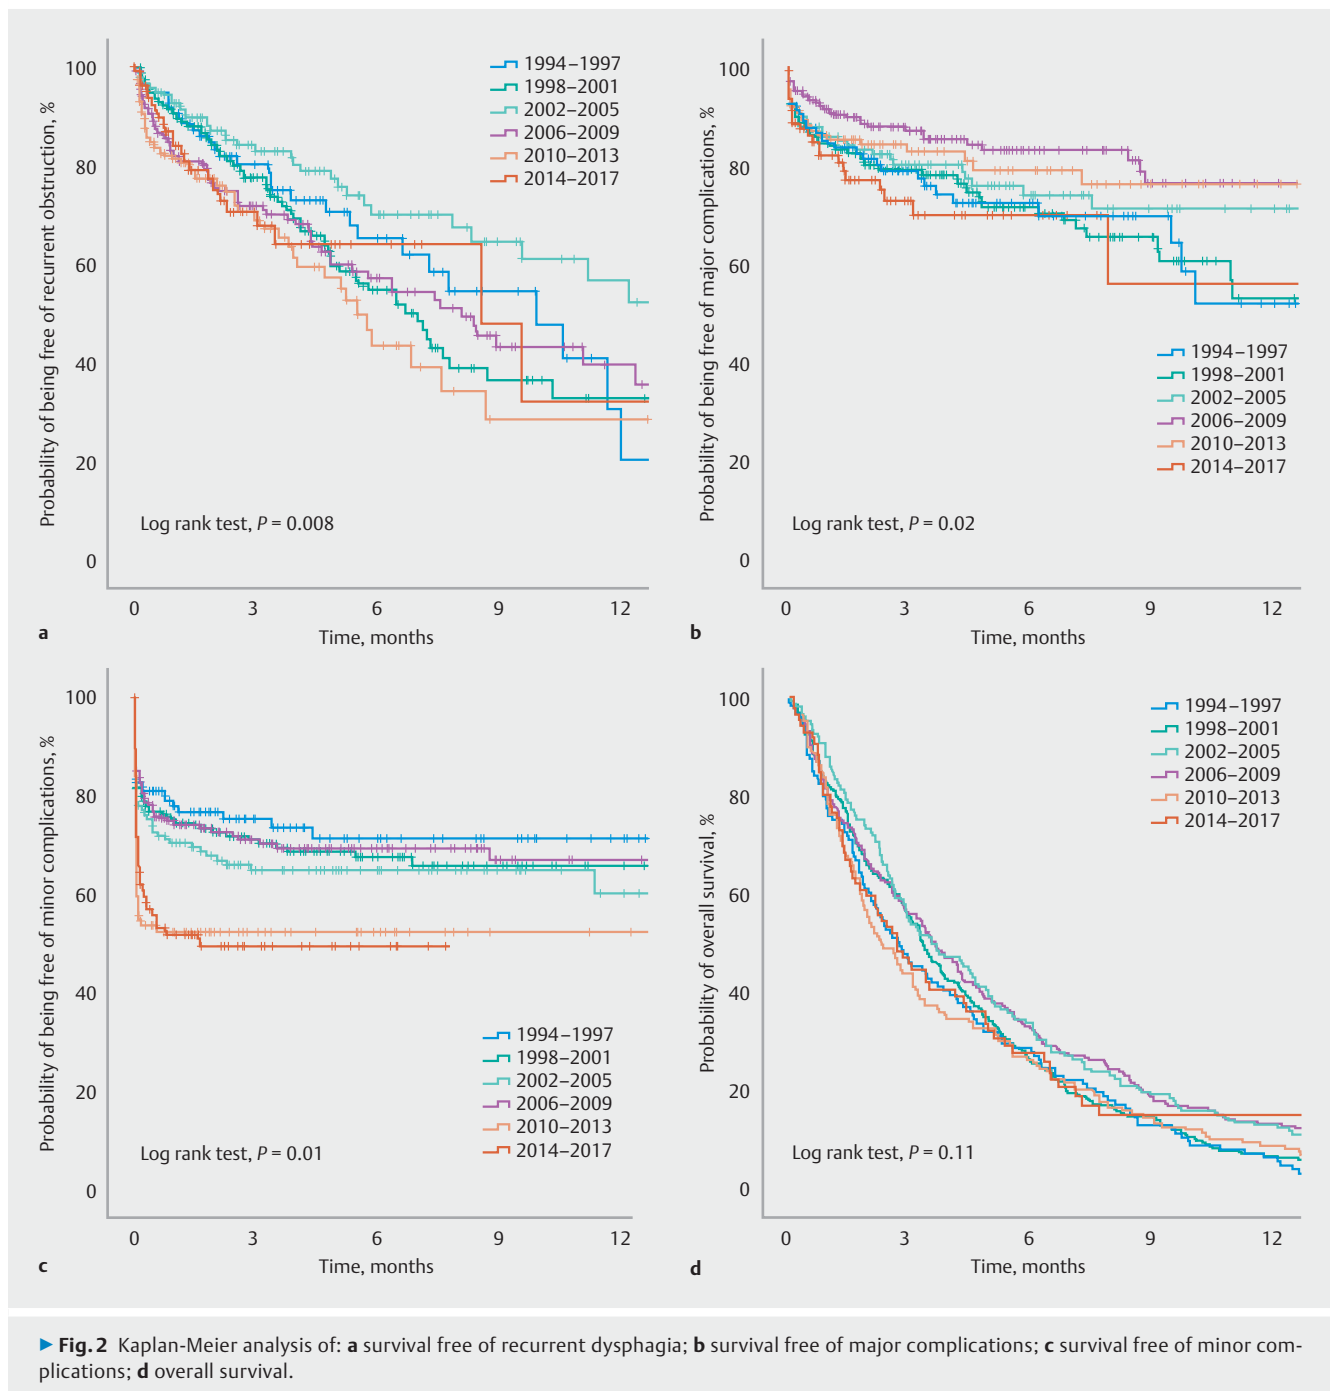 Probability of being free of recurrent obstruction, %
100
80
60
40
20
0
1994–1997
1998–2001
2002–2005
2006–2009
2010–2013
2014–2017
Log rank test, P = 0.008
0 3 6 9 12
Time, months
a
Probability of being free of major complications, %
100
80
60
40
20
0
1994–1997
1998–2001
2002–2005
2006–2009
2010–2013
2014–2017
Log rank test, P = 0.02
0 3 6 9 12
Time, months
b
Probability of being free of minor complications, %
100
80
60
40
20
0
1994–1997
1998–2001
2002–2005
2006–2009
2010–2013
2014–2017
Log rank test, P = 0.01
0 3 6 9 12
Time, months
c
Probability of overall survival, %
100
80
60
40
20
0
1994–1997
1998–2001
2002–2005
2006–2009
2010–2013
2014–2017
Log rank test, P = 0.11
0 3 6 9 12
Time, months
d
▶ Fig. 2 Kaplan-Meier analysis of: a survival free of recurrent dysphagia; b survival free of major complications; c survival free of minor com-
plications; d overall survival.